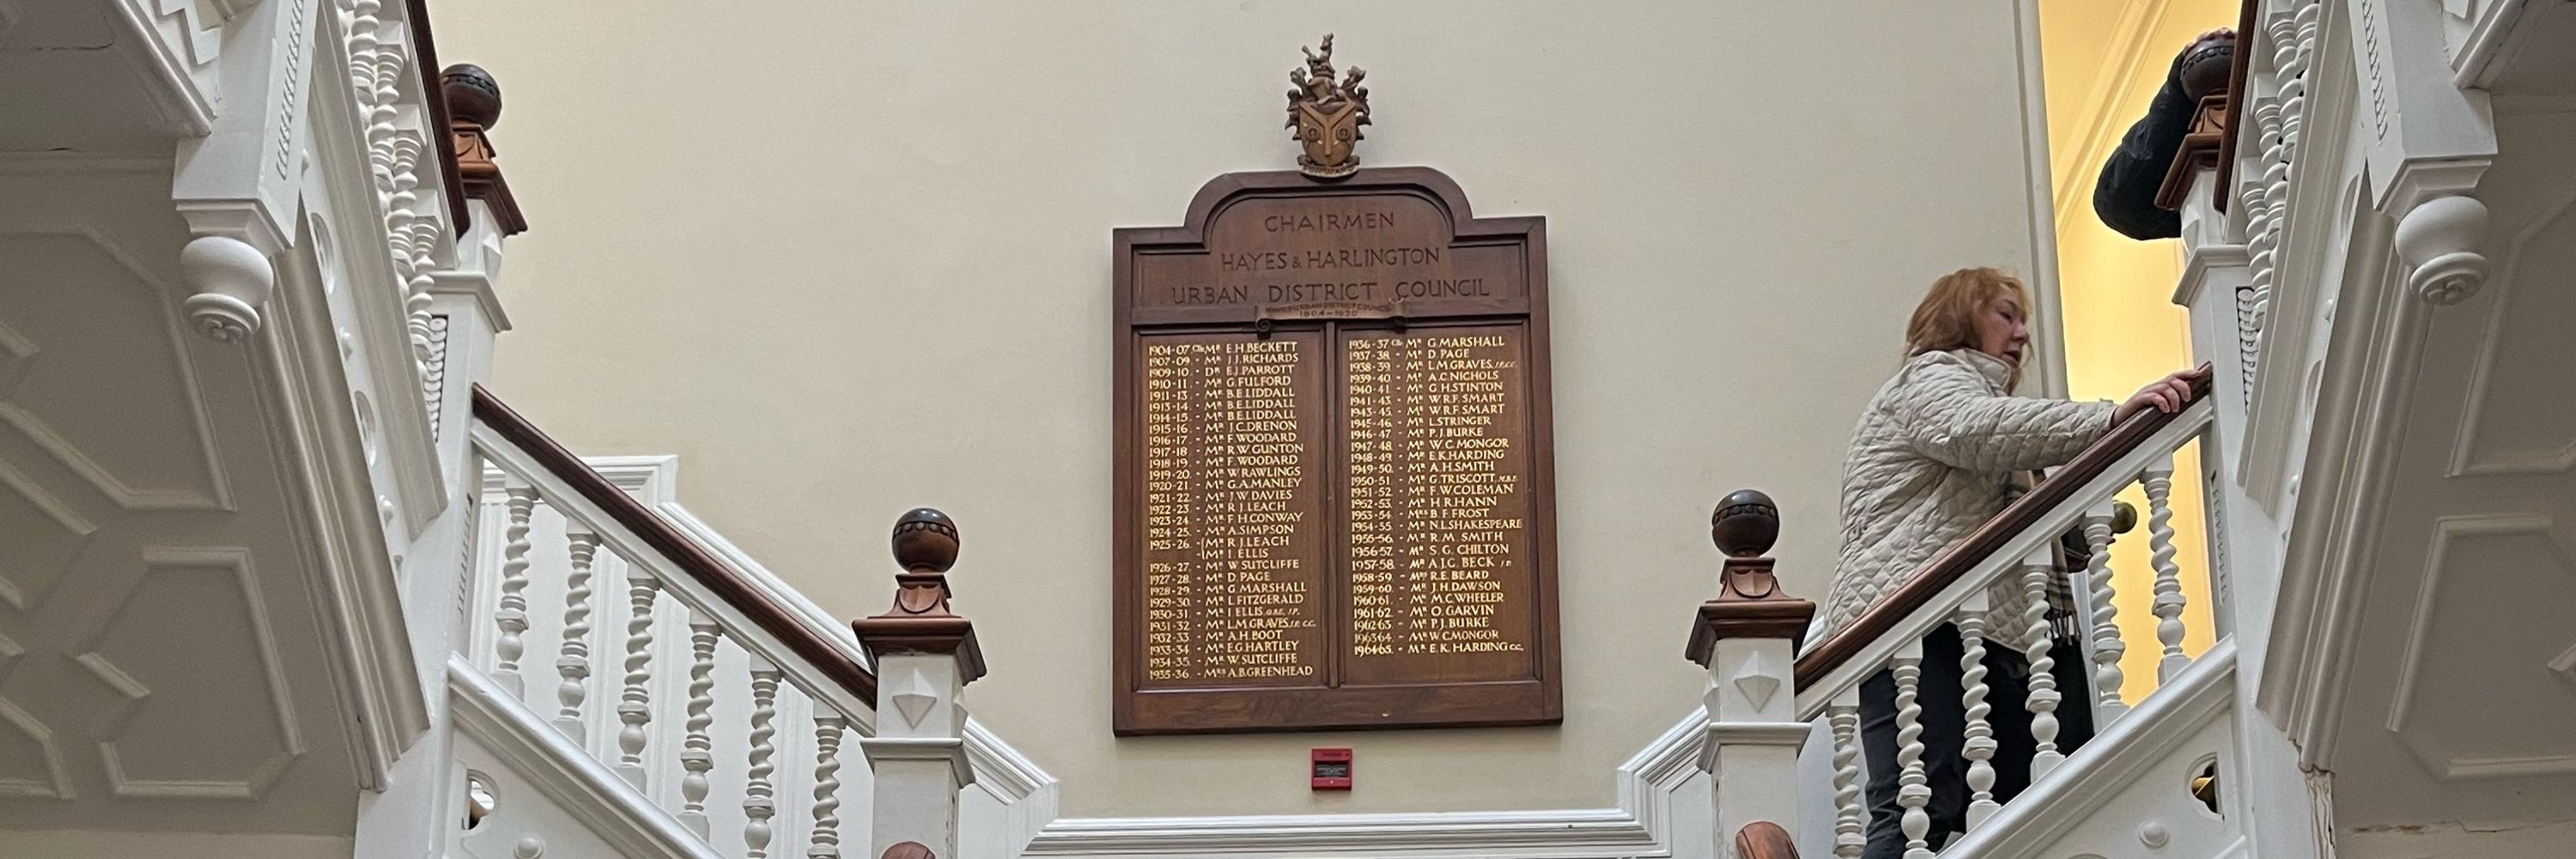 FORWARD
CHAIRMEN
HAYES & HARLINGTON
URBAN DISTRICT COUNCIL
HAYES URBAN DISTRICT COUNCIL
1904-1930
1904-07. Cllr. Mr E.H.BECKETT
1907-09. - Mr J.J.RICHARDS
1909-10. Dr E.J.PARROTT
1910-11. - Mr G.FULFORD
1911-13. - Mr B.E.LIDDALL
1913-14. - Mr B.E.LIDDALL
1914-15. - Mr B.E.LIDDALL
1915-16. - Mr J.C.DRENON
1916-17. - Mr F.WOODARD
1917-18 - Mr R.W.GUNTON
1918-19. - Mr F.WOODARD
1919-20. - Mr W.RAWLINGS
1920-21. - Mr G.A.MANLEY
1921-22. - Mr J.W.DAVIES
1922-23. - Mr R.J.LEACH
1923-24. - Mr F.H.CONWAY
1924-25. - Mr A.SIMPSON
1925-26. - (Mr R.J.LEACH
-(Mr I.ELLIS
1926-27. - Mr W.SUTCLIFFE
1927-28. - Mr D.PAGE
1928-29. - Mr G.MARSHALL
1929-30. - Mr L.FITZGERALD
1930-31. - Mr I.ELLIS. O.B.E., J.P.
1931-32. - Mr L.M.GRAVES. J.P. C.C.
1932-33. - Mr A.H.BOOT
1933-34. - Mr E.G.HARTLEY
1934-35. - Mr W.SUTCLIFFE
1935-36. - Mrs A.B.GREENHEAD
1936-37. Cllr. Mr G.MARSHALL
1937-38. - Mr D.PAGE
1938-39. - Mr L.M.GRAVES. J.P. C.C.
1939-40. - Mr A.C.NICHOLS
1940-41. - Mr G.H.STINTON
1941-43. - Mr W.R.F.SMART
1943-45. - Mr W.R.F.SMART
1945-46. - Mr L.STRINGER
1946-47. - Mr P.J.BURKE
1947-48. - Mr W.C.MONGOR
1948-49. - Mr E.K.HARDING
1949-50. - Mr A.H.SMITH
1950-51. - Mr G.TRISCOTT. M.B.E.
1951-52. - Mr F.W.COLEMAN
1952-53. - Mr H.R.HANN
1953-54. - Mrs B.F.FROST
1954-55. - Mr N.L.SHAKESPEARE
1955-56. - Mr R.M.SMITH
1956-57. - Mr S.G.CHILTON
1957-58. - Mr A.J.C.BECK J.P.
1958-59. - Mrs R.E.BEARD
1959-60. - Mr J.H.DAWSON
1960-61. - Mr M.C.WHEELER
1961-62. - Mr O.GARVIN
1962-63. - Mr P.J.BURKE
1963-64. - Mr W.C.MONGOR
1964-65. - Mr E.K.HARDING C.C.